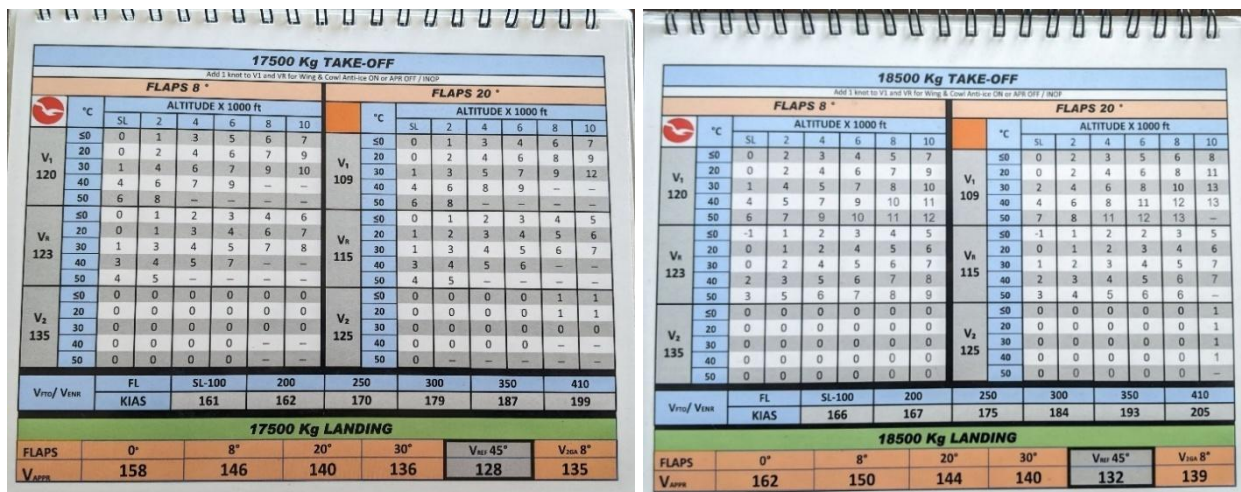 17500 Kg TAKE-OFF
Add 1 knot to V1 and VR for Wing & Cowl Anti-ice ON or APR OFF / INOP
FLAPS 8 ° FLAPS 20 °
°C ALTITUDE X 1000 ft °C ALTITUDE X 1000 ft
SL 2 4 6 8 10 SL 2 4 6 8 10
≤0 0 1 3 5 6 7 ≤0 0 1 3 4 6 7
20 0 2 4 6 7 9 20 0 2 4 6 8 9
V1 120 30 1 4 6 7 9 10 V1 109 30 1 3 5 7 9 12
40 4 6 7 9 – – 40 4 6 8 9 – –
50 6 8 – – – – 50 6 8 – – – –
≤0 0 1 2 3 4 6 ≤0 0 1 2 3 4 5
20 0 1 3 4 6 7 20 1 2 3 4 5 6
VR 123 30 1 3 4 5 7 8 VR 115 30 1 3 4 5 6 7
40 3 4 5 7 – – 40 3 4 5 6 – –
50 4 5 – – – – 50 4 5 – – – –
≤0 0 0 0 0 0 0 ≤0 0 0 0 0 1 1
20 0 0 0 0 0 0 20 0 0 0 0 1 1
V2 135 30 0 0 0 0 0 0 V2 125 30 0 0 0 0 0 0
40 0 0 0 0 – – 40 0 0 0 0 – –
50 0 0 0 0 – – 50 0 – – – – –
VFTO/ VENR FL SL-100 200 250 300 350 410
KIAS 161 162 170 179 187 199
17500 Kg LANDING
FLAPS 0° 8° 20° 30° VREF 45° V2GA 8°
VAPPR 158 146 140 136 128 135
18500 Kg TAKE-OFF
Add 1 knot to V1 and VR for Wing & Cowl Anti-ice ON or APR OFF / INOP
FLAPS 8 ° FLAPS 20 °
°C ALTITUDE X 1000 ft °C ALTITUDE X 1000 ft
SL 2 4 6 8 10 SL 2 4 6 8 10
≤0 0 2 3 4 5 7 ≤0 0 2 3 5 6 8
20 0 2 4 6 7 9 20 0 2 4 6 8 11
V1 120 30 1 4 5 7 8 10 V1 109 30 2 4 6 8 10 13
40 4 5 7 9 10 11 40 4 6 8 11 12 13
50 6 7 9 10 11 12 50 7 8 11 12 13 –
≤0 -1 1 2 3 4 5 ≤0 -1 1 2 2 3 5
20 0 1 2 4 5 6 20 0 1 2 3 4 6
VR 123 30 0 2 4 5 6 7 VR 115 30 1 2 3 4 5 7
40 2 3 5 6 7 8 40 2 3 4 5 6 7
50 3 5 6 7 8 9 50 3 4 5 6 6 –
≤0 0 0 0 0 0 0 ≤0 0 0 0 0 0 1
20 0 0 0 0 0 0 20 0 0 0 0 0 1
V2 135 30 0 0 0 0 0 0 V2 125 30 0 0 0 0 0 1
40 0 0 0 0 0 0 40 0 0 0 0 0 1
50 0 0 0 0 0 0 50 0 0 0 0 0 –
VFTO/ VENR FL SL-100 200 250 300 350 410
KIAS 166 167 175 184 193 205
18500 Kg LANDING
FLAPS 0° 8° 20° 30° VREF 45° V2GA 8°
VAPPR 162 150 144 140 132 139